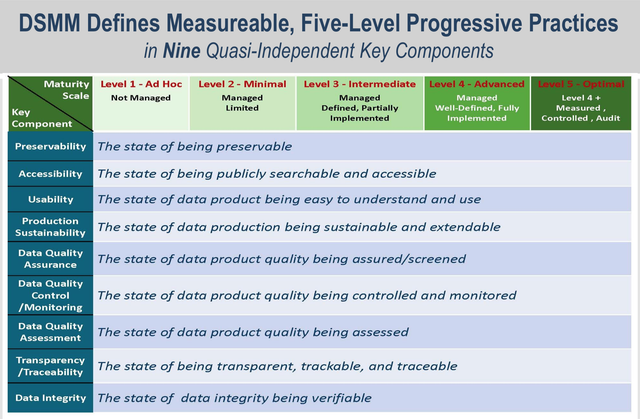 DSMM Defines Measureable, Five-Level Progressive Practices
in Nine Quasi-Independent Key Components
Maturity
Scale
Key
Component
Level 1 - Ad Hoc
Not Managed
Level 2 - Minimal
Managed
Limited
Level 3 - Intermediate
Managed
Defined, Partially
Implemented
Level 4 - Advanced
Managed
Well-Defined, Fully
Implemented
Level 5 - Optimal
Level 4 +
Measured ,
Controlled , Audit
Preservability
The state of being preservable
Accessibility
The state of being publicly searchable and accessible
Usability
The state of data product being easy to understand and use
Production
Sustainability
The state of data production being sustainable and extendable
Data Quality
Assurance
The state of data product quality being assured/screened
Data Quality
Control
/Monitoring
The state of data product quality being controlled and monitored
Data Quality
Assessment
The state of data product quality being assessed
Transparency
/Traceability
The state of being transparent, trackable, and traceable
Data Integrity
The state of data integrity being verifiable